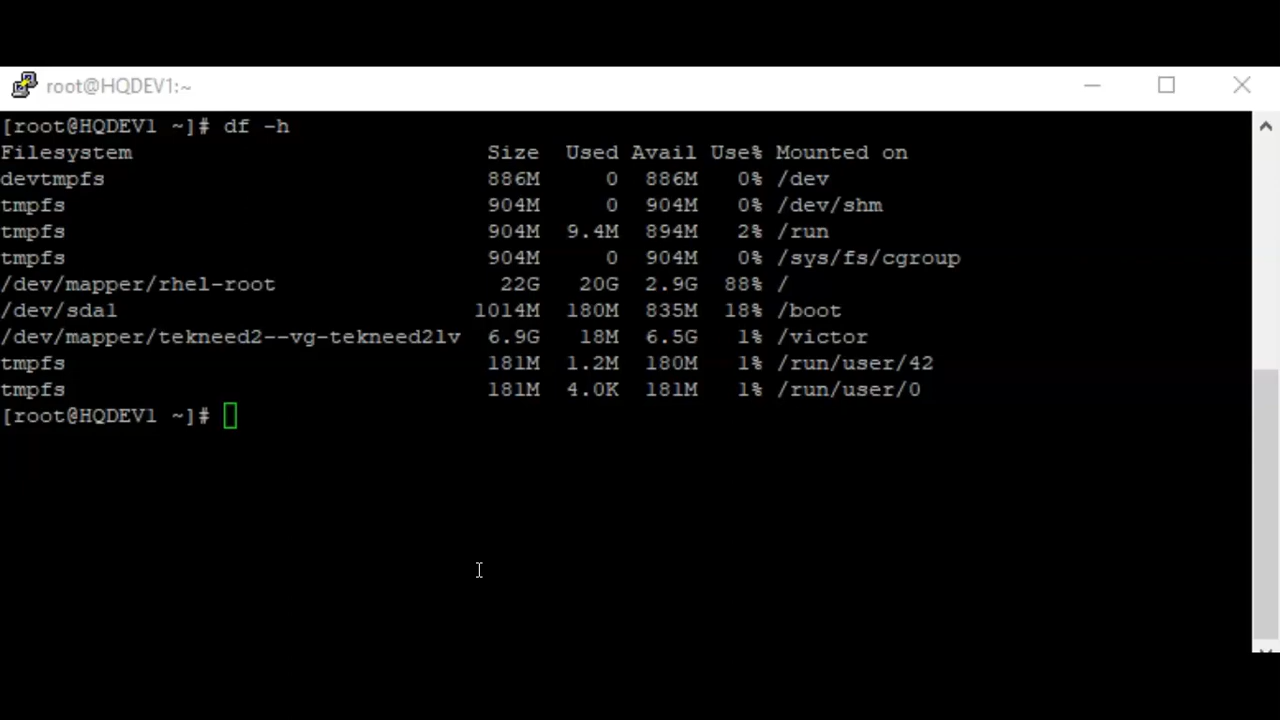 root@HQDEV1:~
[root@HQDEV1 ~]# df -h
Filesystem                         Size  Used Avail Use% Mounted on
devtmpfs                           886M     0  886M   0% /dev
tmpfs                              904M     0  904M   0% /dev/shm
tmpfs                              904M  9.4M  894M   2% /run
tmpfs                              904M     0  904M   0% /sys/fs/cgroup
/dev/mapper/rhel-root               22G   20G  2.9G  88% /
/dev/sda1                         1014M  180M  835M  18% /boot
/dev/mapper/tekneed2--vg-tekneed2lv  6.9G   18M  6.5G   1% /victor
tmpfs                              181M  1.2M  180M   1% /run/user/42
tmpfs                              181M  4.0K  181M   1% /run/user/0
[root@HQDEV1 ~]#